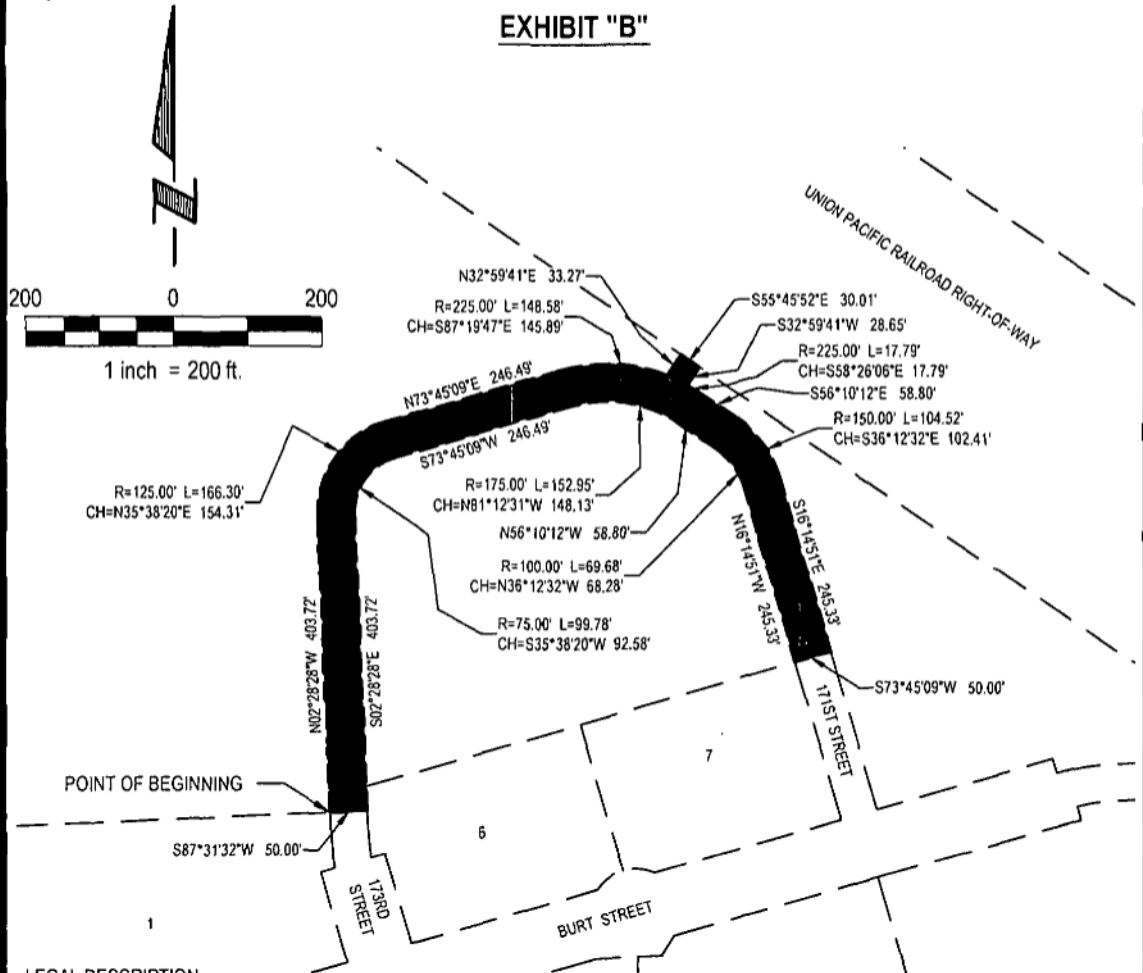 EXHIBIT "B"
200 0 200
1 inch = 200 ft.
UNION PACIFIC RAILROAD RIGHT-OF-WAY
N32°59'41"E 33.27'
R=225.00' L=148.58'
CH=S87°19'47"E 145.89'
S55°45'52"E 30.01'
S32°59'41"W 28.65'
R=225.00' L=17.79'
CH=S58°26'06"E 17.79'
S56°10'12"E 58.80'
R=150.00' L=104.52'
CH=S36°12'32"E 102.41'
N73°45'09"E 246.49'
S73°45'09"W 246.49'
R=125.00' L=166.30'
CH=N35°38'20"E 154.31'
R=175.00' L=152.95'
CH=N81°12'31"W 148.13'
N56°10'12"W 58.80'
R=100.00' L=69.68'
CH=N36°12'32"W 68.28'
R=75.00' L=99.78'
CH=S35°38'20"W 92.58'
N16°14'51"W 245.33'
S16°14'51"E 245.33'
N02°28'28"W 403.72'
S02°28'28"E 403.72'
S73°45'09"W 50.00'
171ST STREET
7
POINT OF BEGINNING
6
S87°31'32"W 50.00'
173RD
STREET
BURT STREET
1
LEGAL DESCRIPTION